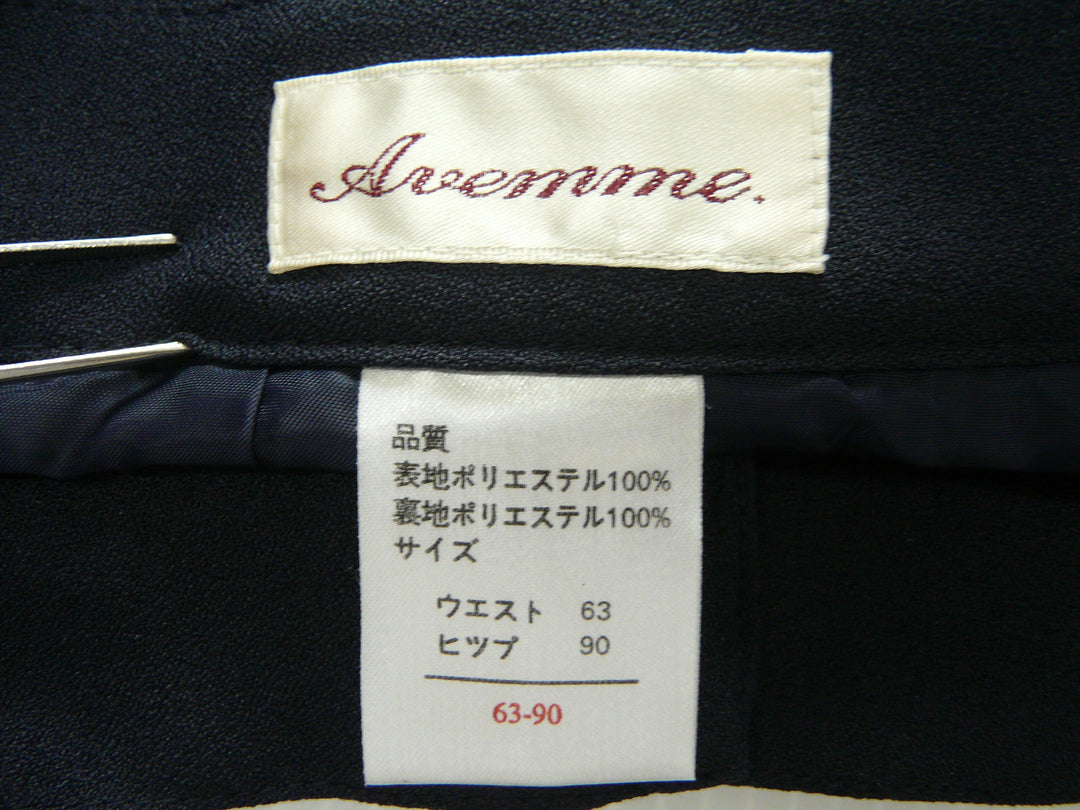 Avemme.
品質
表地ポリエステル100%
裏地ポリエステル100%
サイズ
ウエスト 63
ヒツプ 90
63-90